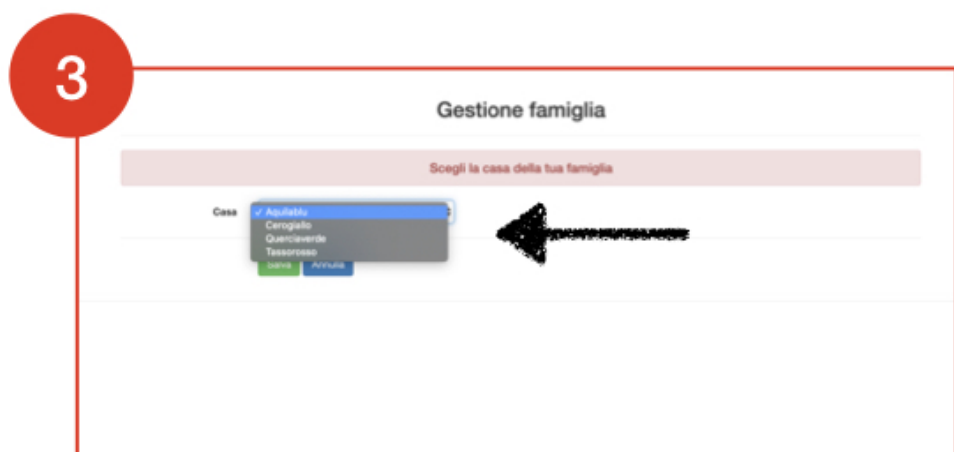 3
Gestione famiglia
Scegli la casa della tua famiglia
Casa ✓ Aquilablu
Cerogiallo
Querciaverde
Tassorosso
Salva Annulla